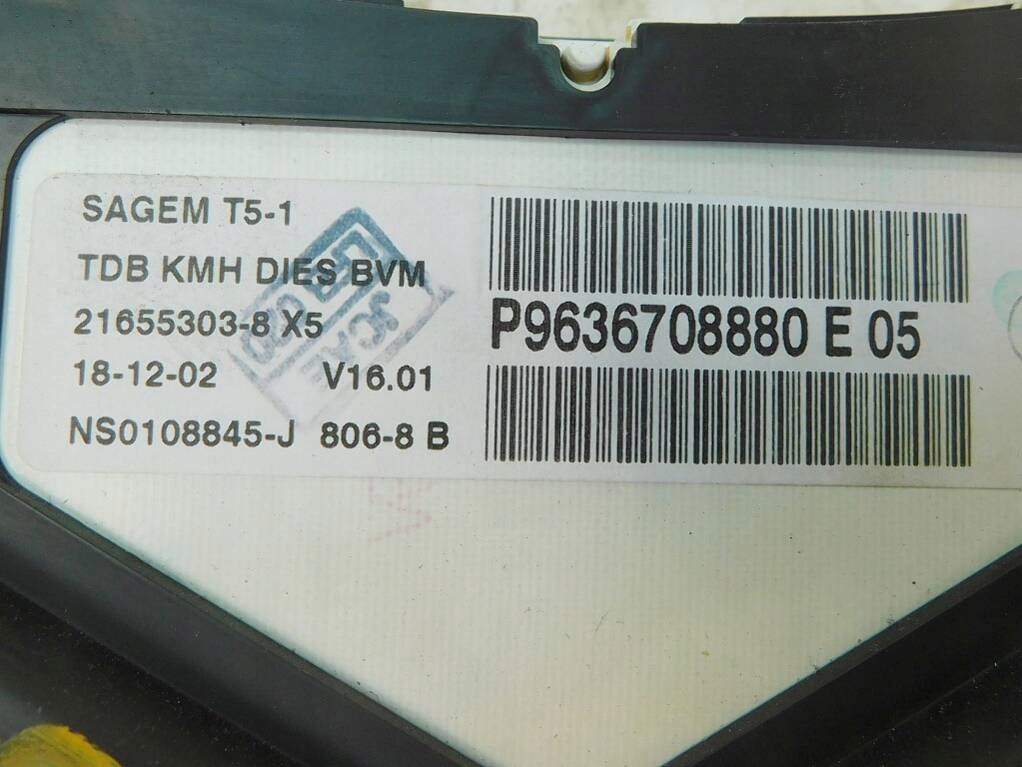 SAGEM T5-1
TDB KMH DIES BVM
21655303-8 X5
18-12-02 V16.01
NS0108845-J 806-8 B
P9636708880 E 05